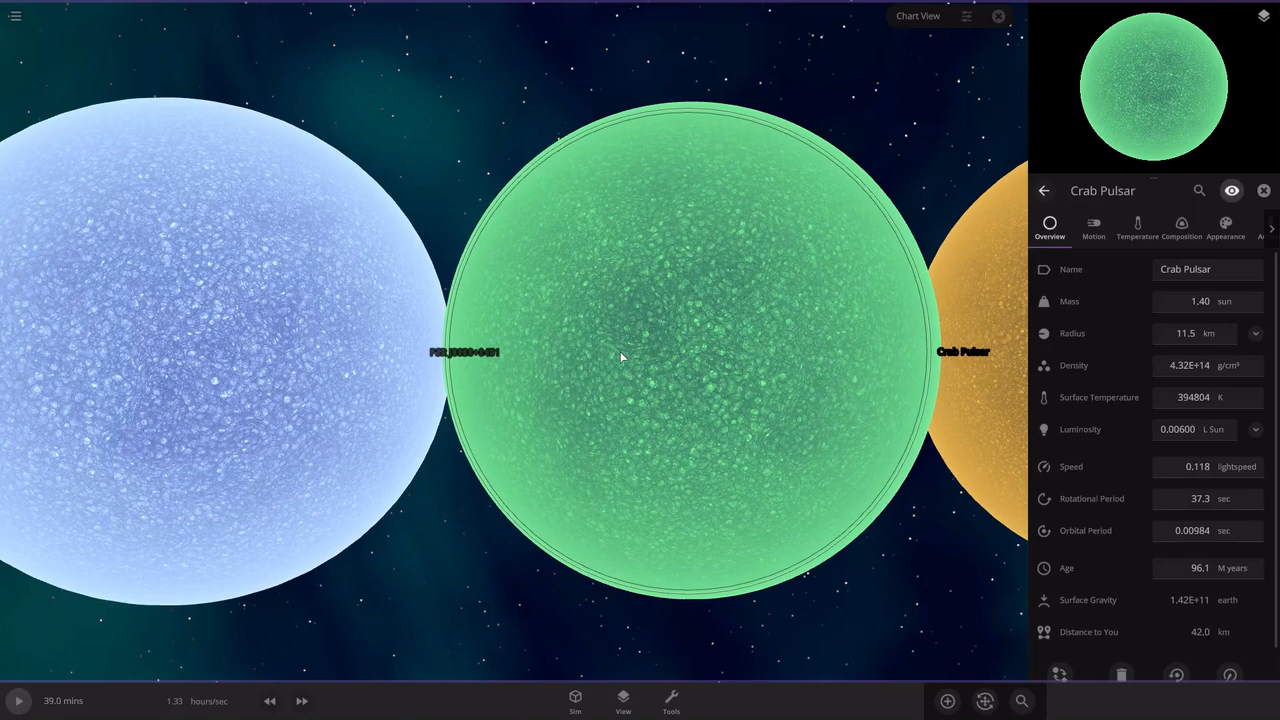 Chart View
Crab Pulsar
Overview
Motion
Temperature
Composition
Appearance
Name
Crab Pulsar
Mass
1.40 sun
Radius
11.5 km
Density
4.32E+14 g/cm³
Surface Temperature
394804 K
Luminosity
0.00600 L Sun
Speed
0.118 lightspeed
Rotational Period
37.3 sec
Orbital Period
0.00984 sec
Age
96.1 M years
Surface Gravity
1.42E+11 earth
Distance to You
42.0 km
Crab Pulsar
39.0 mins
1.33 hours/sec
Sim
View
Tools